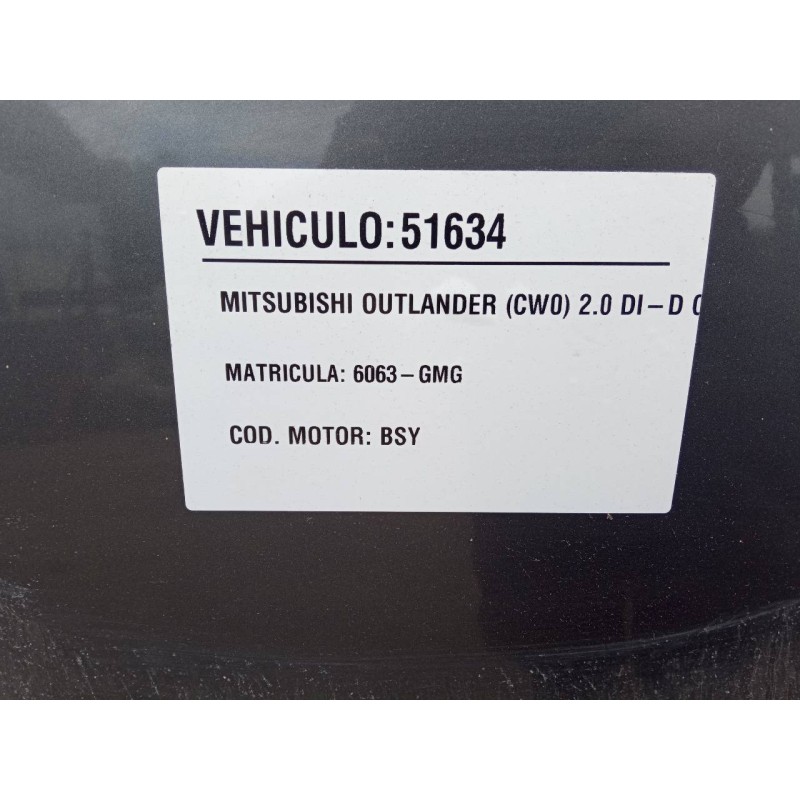 VEHICULO:51634
MITSUBISHI OUTLANDER (CW0) 2.0 DI-D
MATRICULA: 6063-GMG
COD. MOTOR: BSY